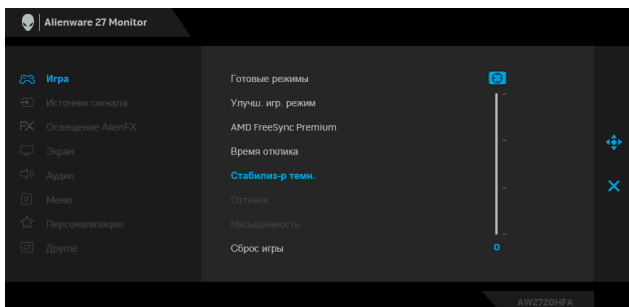 Alienware 27 Monitor
Игра
Источник сигнала
FX Освещение AlienFX
Экран
Аудио
Меню
Персонализация
Другое
Готовые режимы
Улучш. игр. режим
AMD FreeSync Premium
Время отклика
Стабилиз-р темн.
Оттенок
Насыщенность
Сброс игры
0
AW2720HFA